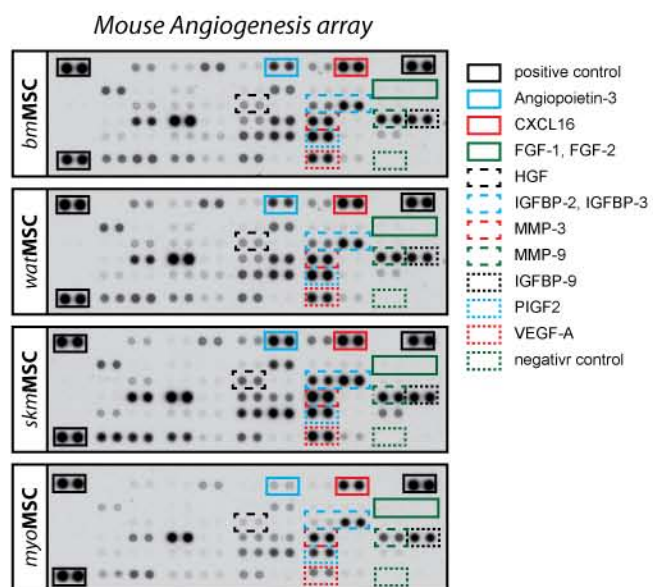 Mouse Angiogenesis array
bmMSC
watMSC
skmMSC
myoMSC
positive control
Angiopoietin-3
CXCL16
FGF-1, FGF-2
HGF
IGFBP-2, IGFBP-3
MMP-3
MMP-9
IGFBP-9
PIGF2
VEGF-A
negativr control